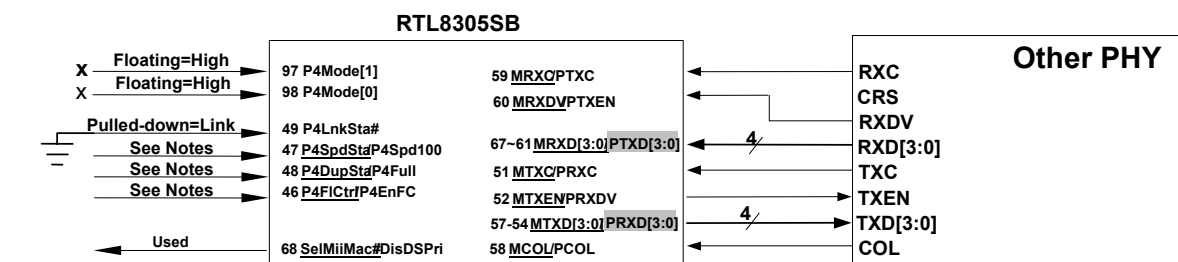 RTL8305SB
Other PHY
X Floating=High 97 P4Mode[1]
X Floating=High 98 P4Mode[0]
Pulled-down=Link 49 P4LnkSta#
See Notes 47 P4SpdSta/P4Spd100
See Notes 48 P4DupSta/P4Full
See Notes 46 P4FlCtrl/P4EnFC
Used 68 SelMiiMac#/DisDSPri
59 MRXC/PTXC
60 MRXDV/PTXEN
67~61 MRXD[3:0]/PTXD[3:0] 4
51 MTXC/PRXC
52 MTXEN/PRXDV
57-54 MTXD[3:0]/PRXD[3:0] 4
58 MCOL/PCOL
RXC
CRS
RXDV
RXD[3:0]
TXC
TXEN
TXD[3:0]
COL